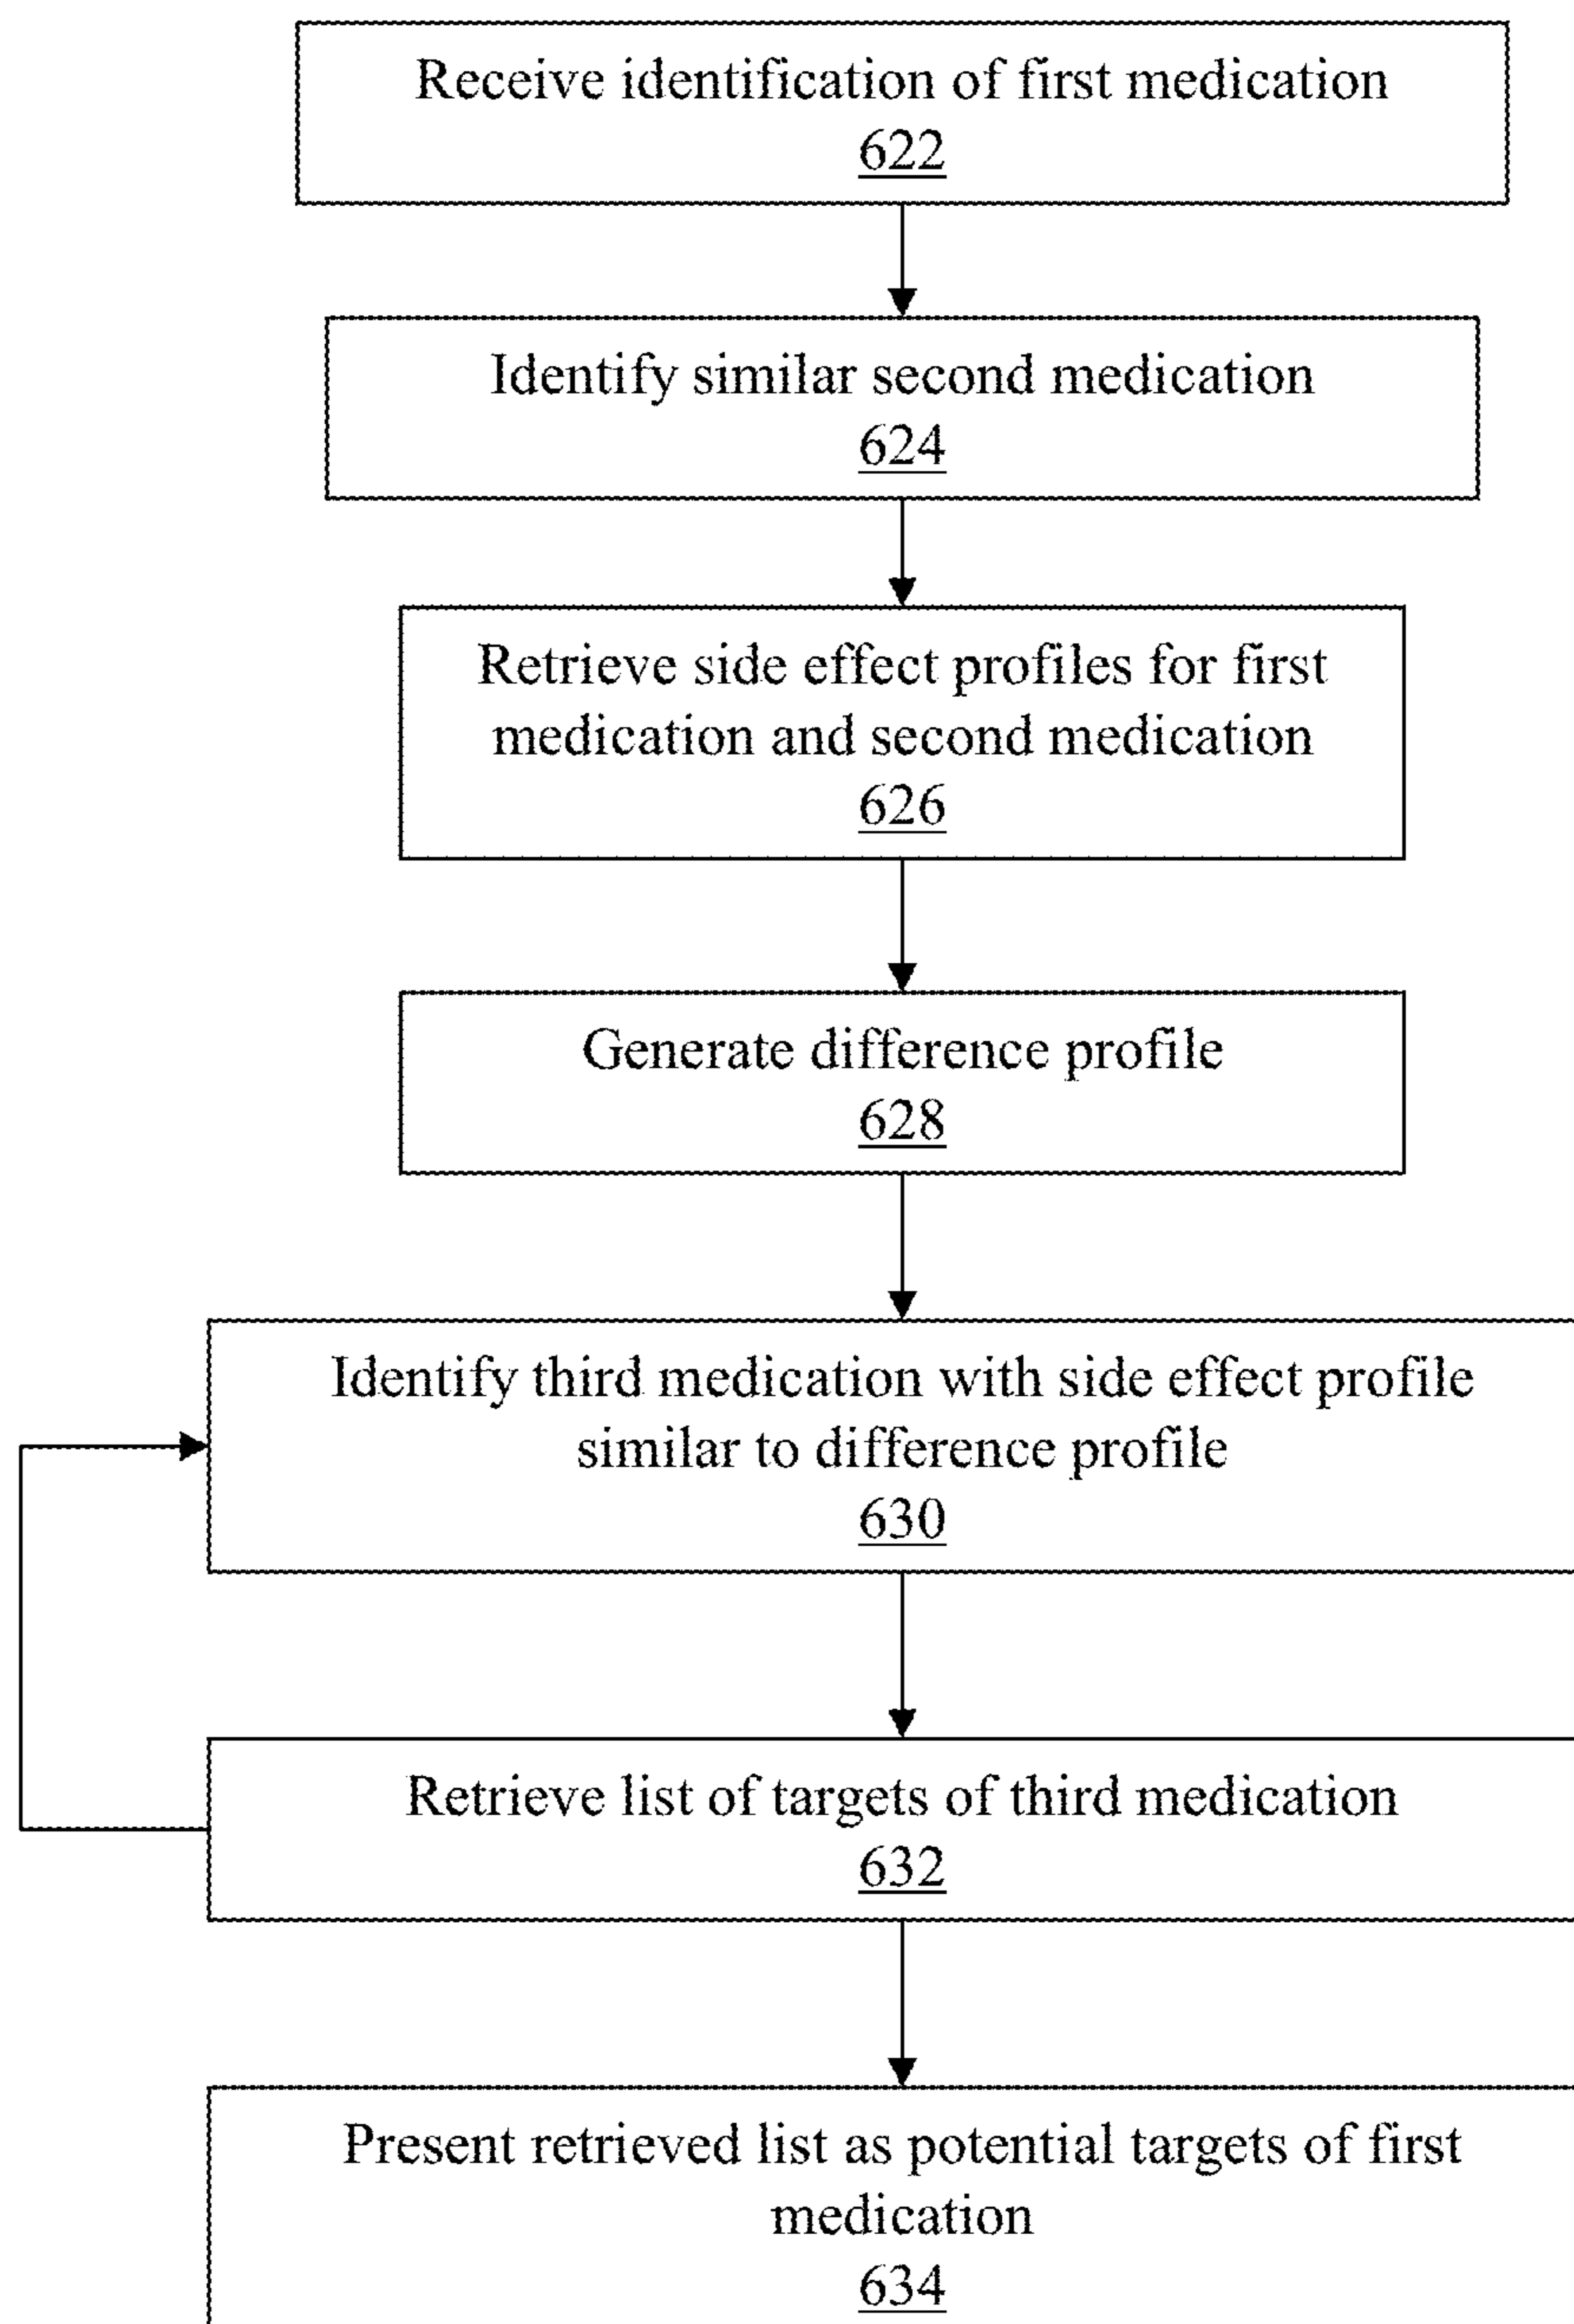 Receive identification of first medication
622
Identify similar second medication
624
Retrieve side effect profiles for first
medication and second medication
626
Generate difference profile
628
Identify third medication with side effect profile
similar to difference profile
630
Retrieve list of targets of third medication
632
Present retrieved list as potential targets of first
medication
634